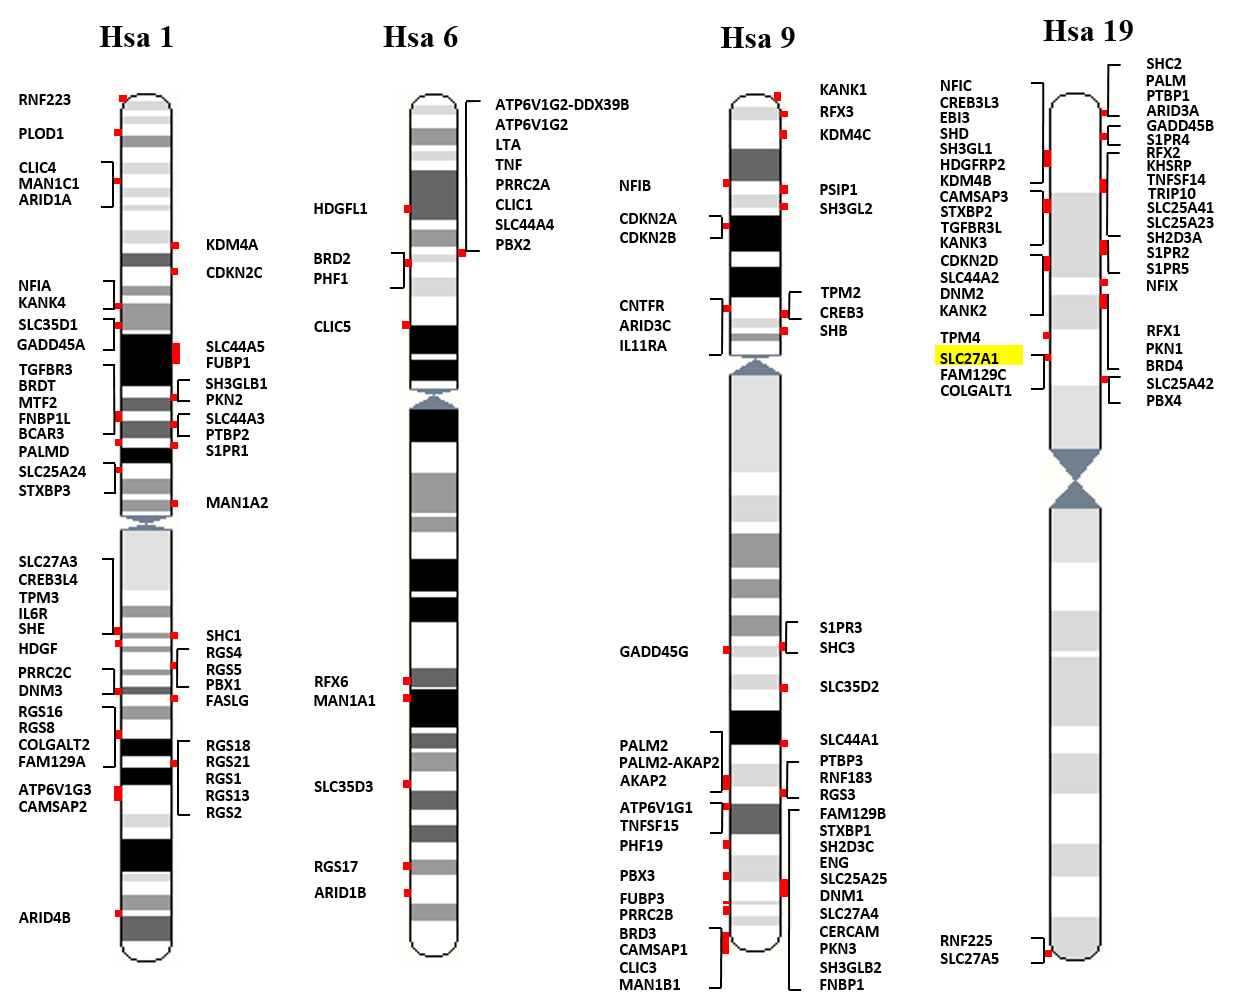 Hsa 1
RNF223
PLOD1
CLIC4
MAN1C1
ARID1A
NFIA
KANK4
SLC35D1
GADD45A
TGFBR3
BRDT
MTF2
FNBP1L
BCAR3
PALMD
SLC25A24
STXBP3
SLC27A3
CREB3L4
TPM3
IL6R
SHE
HDGF
PRRC2C
DNM3
RGS16
RGS8
COLGALT2
FAM129A
ATP6V1G3
CAMSAP2
ARID4B
KDM4A
CDKN2C
SLC44A5
FUBP1
SH3GLB1
PKN2
SLC44A3
PTBP2
S1PR1
MAN1A2
SHC1
RGS4
RGS5
PBX1
FASLG
RGS18
RGS21
RGS1
RGS13
RGS2
Hsa 6
HDGFL1
BRD2
PHF1
CLIC5
RFX6
MAN1A1
SLC35D3
RGS17
ARID1B
ATP6V1G2-DDX39B
ATP6V1G2
LTA
TNF
PRRC2A
CLIC1
SLC44A4
PBX2
Hsa 9
NFIB
CDKN2A
CDKN2B
CNTFR
ARID3C
IL11RA
GADD45G
PALM2
PALM2-AKAP2
AKAP2
ATP6V1G1
TNFSF15
PHF19
PBX3
FUBP3
PRRC2B
BRD3
CAMSAP1
CLIC3
MAN1B1
KANK1
RFX3
KDM4C
PSIP1
SH3GL2
TPM2
CREB3
SHB
S1PR3
SHC3
SLC35D2
SLC44A1
PTBP3
RNF183
RGS3
FAM129B
STXBP1
SH2D3C
ENG
SLC25A25
DNM1
SLC27A4
CERCAM
PKN3
SH3GLB2
FNBP1
Hsa 19
NFIC
CREB3L3
EBI3
SHD
SH3GL1
HDGFRP2
KDM4B
CAMSAP3
STXBP2
TGFBR3L
KANK3
CDKN2D
SLC44A2
DNM2
KANK2
TPM4
SLC27A1
FAM129C
COLGALT1
RNF225
SLC27A5
SHC2
PALM
PTBP1
ARID3A
GADD45B
S1PR4
RFX2
KHSRP
TNFSF14
TRIP10
SLC25A41
SLC25A23
SH2D3A
S1PR2
S1PR5
NFIX
RFX1
PKN1
BRD4
SLC25A42
PBX4